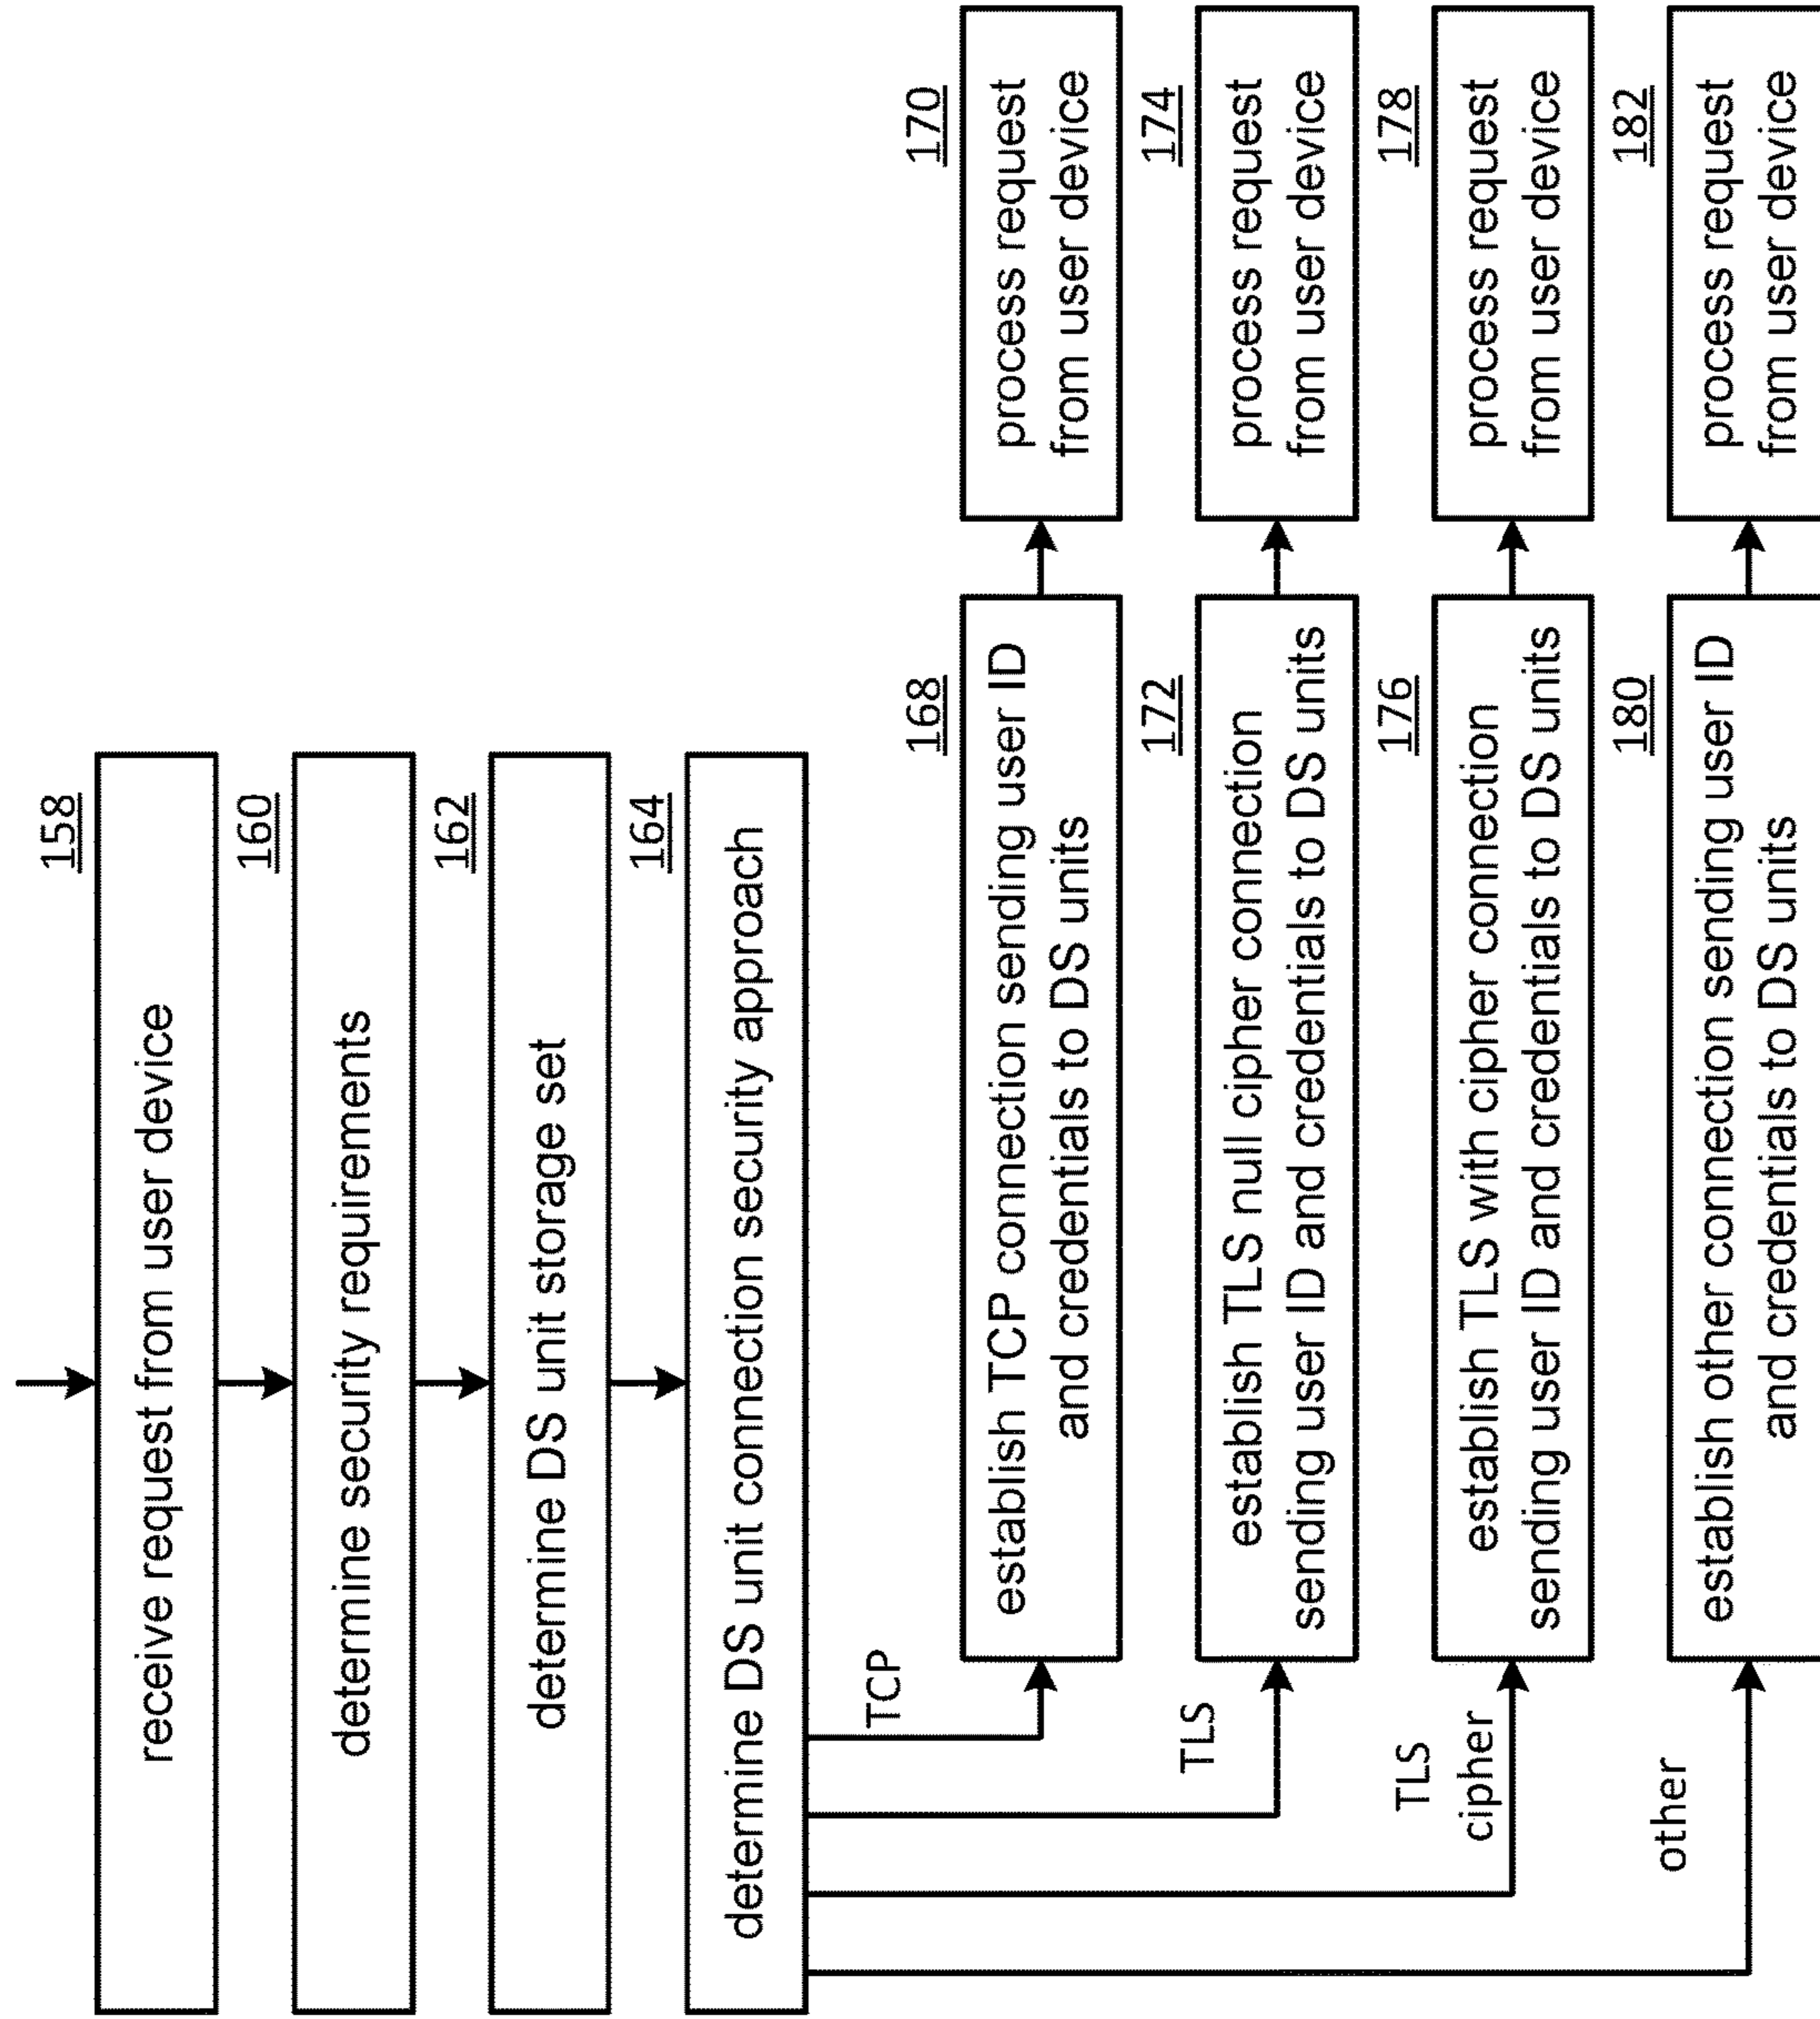 158
receive request from user device
160
determine security requirements
162
determine DS unit storage set
164
determine DS unit connection security approach
TCP
168
establish TCP connection sending user ID
and credentials to DS units
170
process request
from user device
TLS
172
establish TLS null cipher connection
sending user ID and credentials to DS units
174
process request
from user device
TLS
cipher
176
establish TLS with cipher connection
sending user ID and credentials to DS units
178
process request
from user device
other
180
establish other connection sending user ID
and credentials to DS units
182
process request
from user device